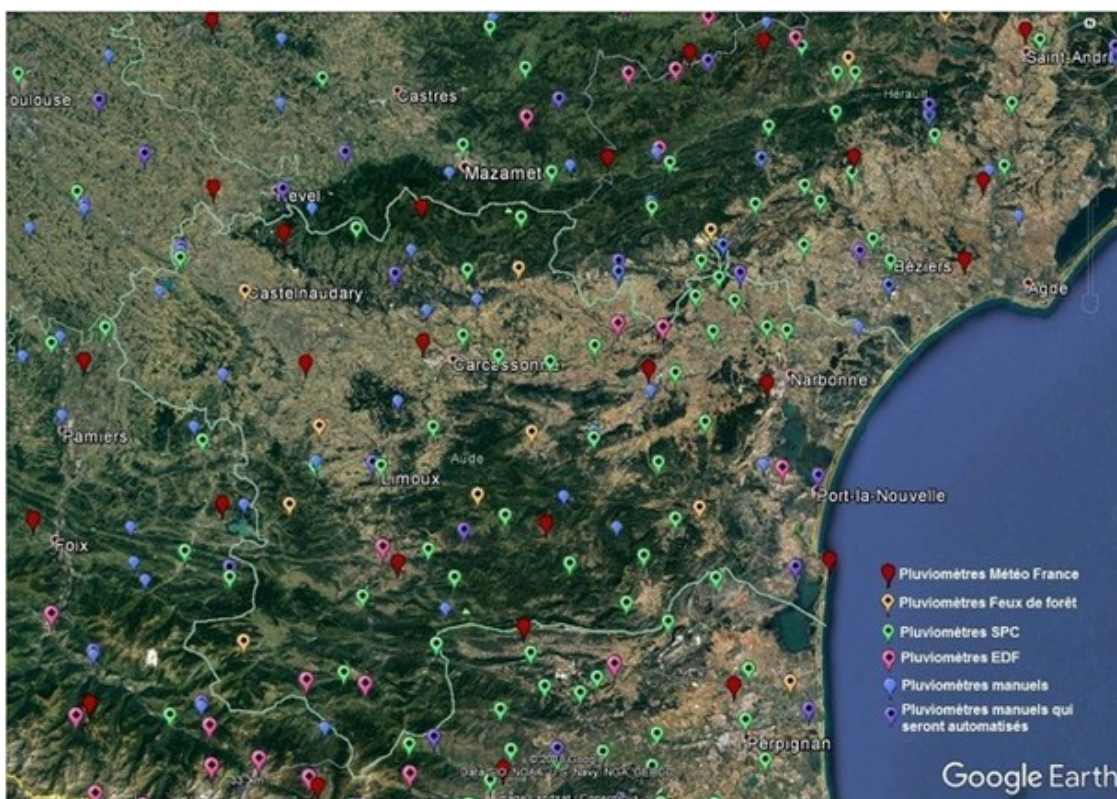 Saint-Andr
oulouse
Castres
Hérault
Mazamet
Revel
Béziers
Agde
Castelnaudary
Carcassonne
Narbonne
Pamiers
Aude
Limoux
Port-la-Nouvelle
Foix
Pluviomètres Météo France
Pluviomètres Feux de forêt
Pluviomètres SPC
Pluviomètres EDF
Pluviomètres manuels
Pluviomètres manuels qui
seront automatisés
Perpignan
Google Earth